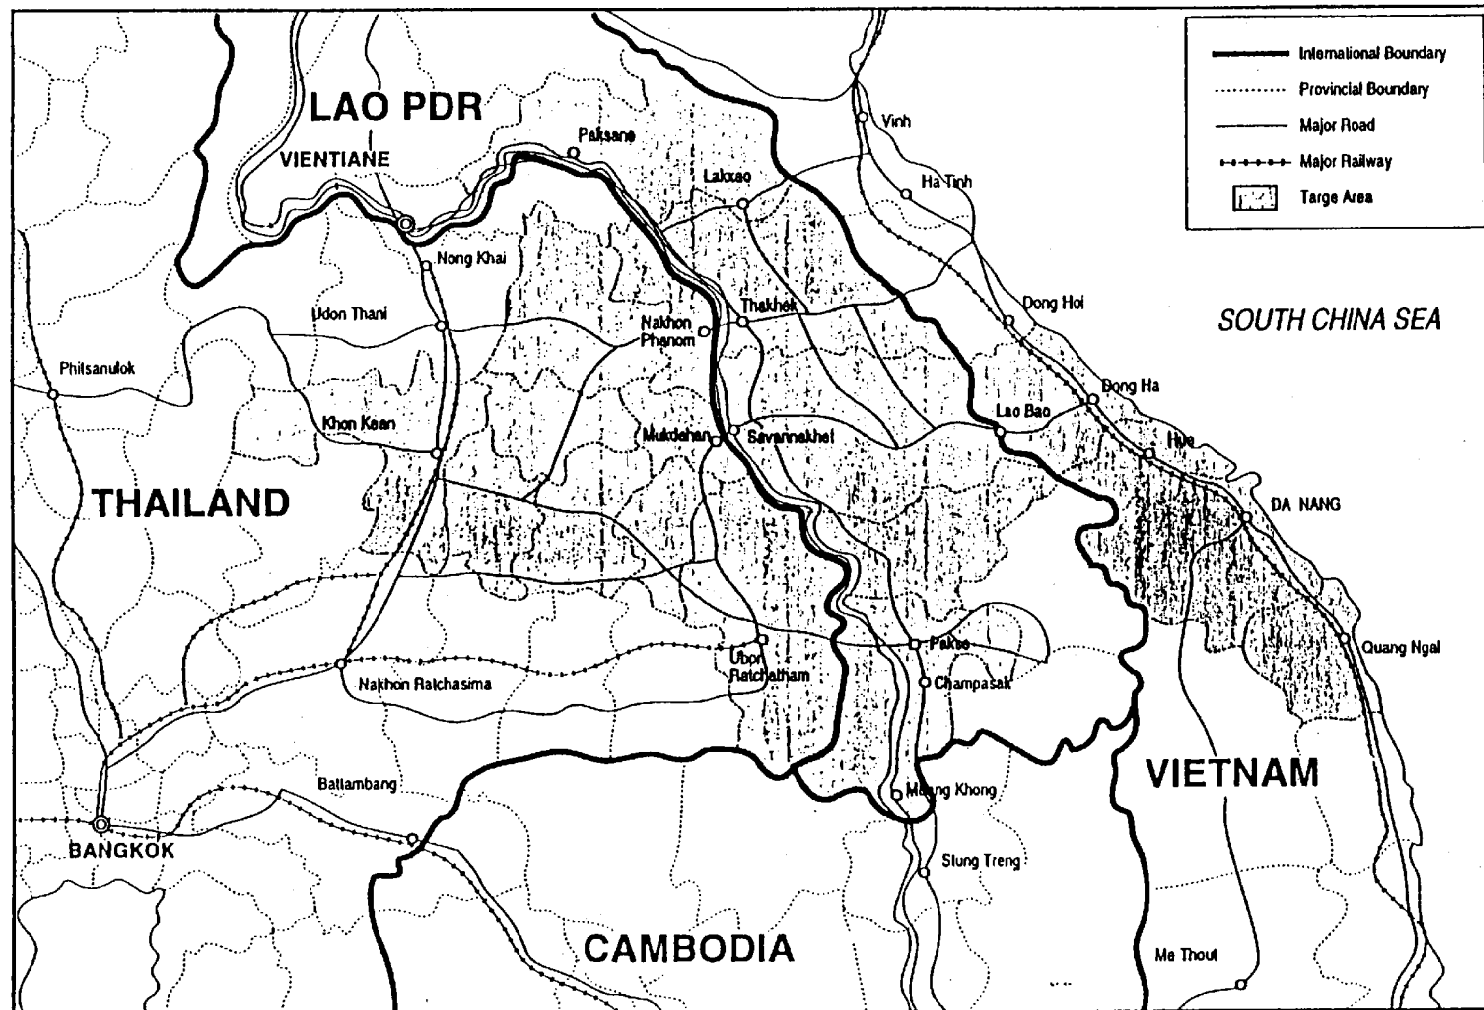 International Boundary
Provincial Boundary
Major Road
Major Railway
Targe Area
LAO PDR
VIENTIANE
Paksane
Lakxao
Vinh
Ha Tinh
Nong Khai
Udon Thani
Nakhon
Phanom
Thakhek
Dong Hoi
SOUTH CHINA SEA
Phitsanulok
Khon Kaen
Mukdahan
Savannakhet
Lao Bao
Dong Ha
Hue
THAILAND
DA NANG
Ubon
Ratchatham
Pakse
Quang Ngai
Nakhon Ratchasima
Champasak
Battambang
Muang Khong
VIETNAM
BANGKOK
Stung Treng
CAMBODIA
Me Thout